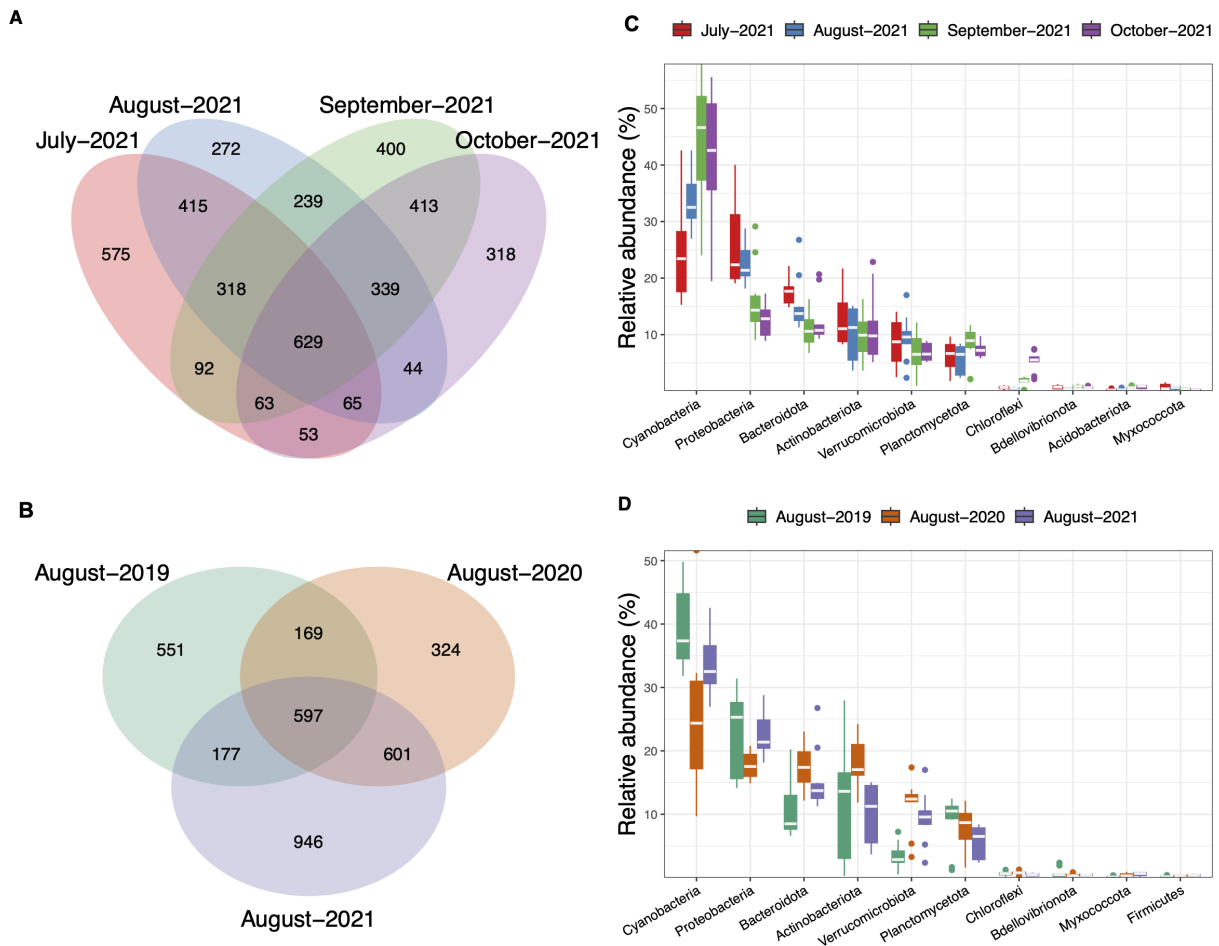 A
August−2021
September−2021
July−2021
October−2021
272
400
415
239
413
575
318
318
339
629
92
44
63
65
53
C
July−2021 August−2021 September−2021 October−2021
Relative abundance (%)
50
40
30
20
10
Cyanobacteria
Proteobacteria
Bacteroidota
Actinobacteriota
Verrucomicrobiota
Planctomycetota
Chloroflexi
Bdellovibrionota
Acidobacteriota
Myxococcota
B
August−2019
August−2020
169
551
324
597
177
601
946
August−2021
D
August−2019 August−2020 August−2021
Relative abundance (%)
50
40
30
20
10
Cyanobacteria
Proteobacteria
Bacteroidota
Actinobacteriota
Verrucomicrobiota
Planctomycetota
Chloroflexi
Bdellovibrionota
Myxococcota
Firmicutes